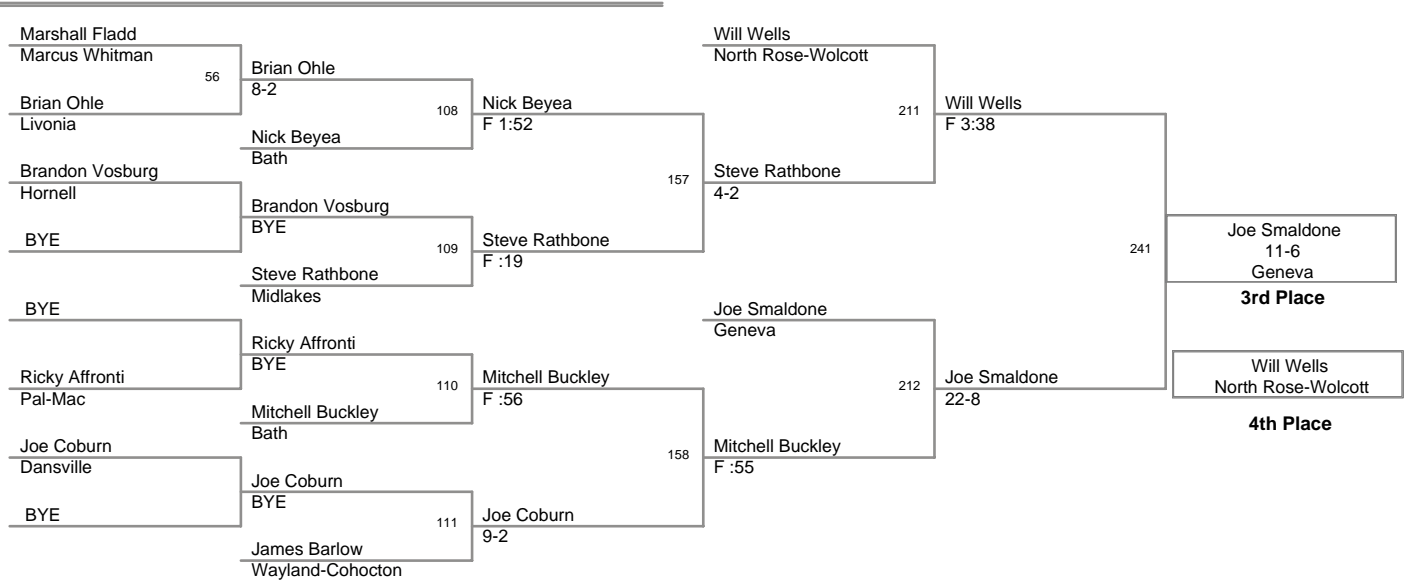 Marshall Fladd
Marcus Whitman
56
Brian Ohle
Livonia
Brandon Vosburg
Hornell
BYE
BYE
Ricky Affronti
Pal-Mac
Joe Coburn
Dansville
BYE
Brian Ohle
8-2
108
Nick Beyea
Bath
Brandon Vosburg
BYE
109
Steve Rathbone
Midlakes
Ricky Affronti
BYE
110
Mitchell Buckley
Bath
Joe Coburn
BYE
111
James Barlow
Wayland-Cohocton
Nick Beyea
F 1:52
157
Steve Rathbone
F :19
Mitchell Buckley
F :56
158
Joe Coburn
9-2
Will Wells
North Rose-Wolcott
211
Steve Rathbone
4-2
Joe Smaldone
Geneva
212
Mitchell Buckley
F :55
Will Wells
F 3:38
241
Joe Smaldone
22-8
Joe Smaldone
11-6
Geneva
3rd Place
Will Wells
North Rose-Wolcott
4th Place